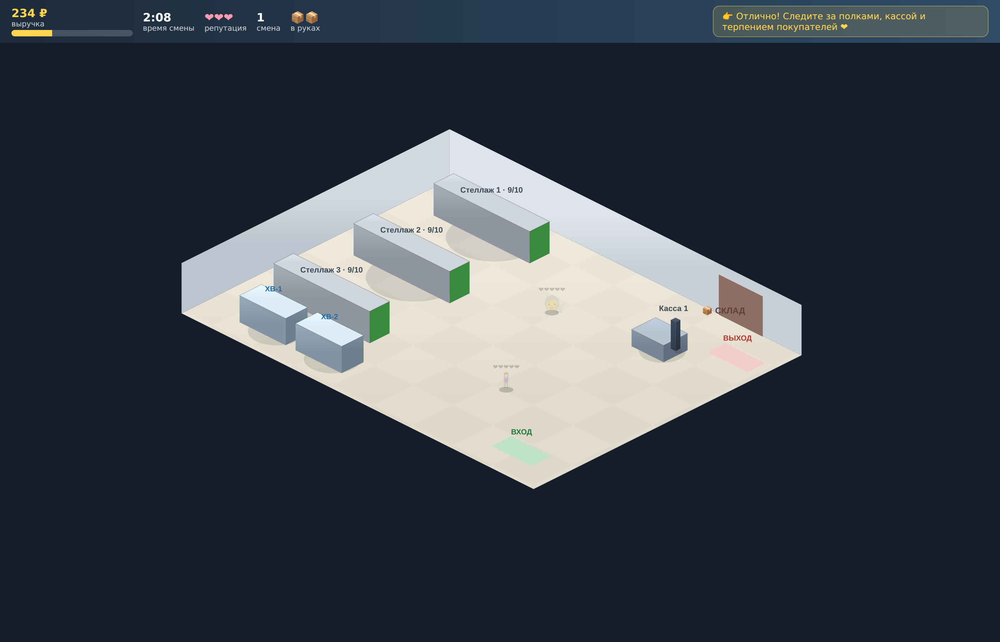 234 ₽
выручка
2:08
время смены
❤❤❤
репутация
1
смена
📦📦
в руках
👉 Отлично! Следите за полками, кассой и
терпением покупателей ❤
Стеллаж 1 · 9/10
Стеллаж 2 · 9/10
Стеллаж 3 · 9/10
ХВ-1
ХВ-2
❤❤❤❤❤
Касса 1
📦 СКЛАД
ВЫХОД
❤❤❤❤❤
ВХОД